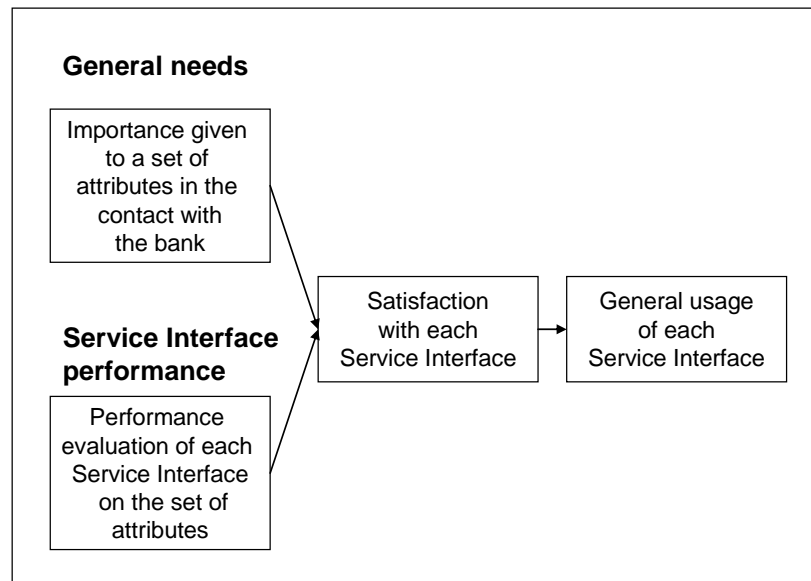 General needs
Importance given
to a set of
attributes in the
contact with
the bank
Service Interface
performance
Performance
evaluation of each
Service Interface
on the set of
attributes
Satisfaction
with each
Service Interface
General usage
of each
Service Interface